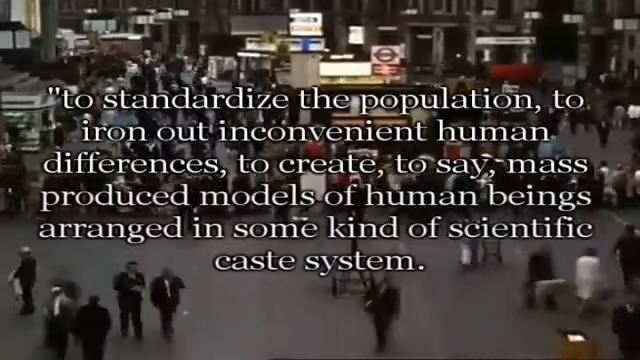 "to standardize the population, to
iron out inconvenient human
differences, to create, to say, mass
produced models of human beings
arranged in some kind of scientific
caste system.